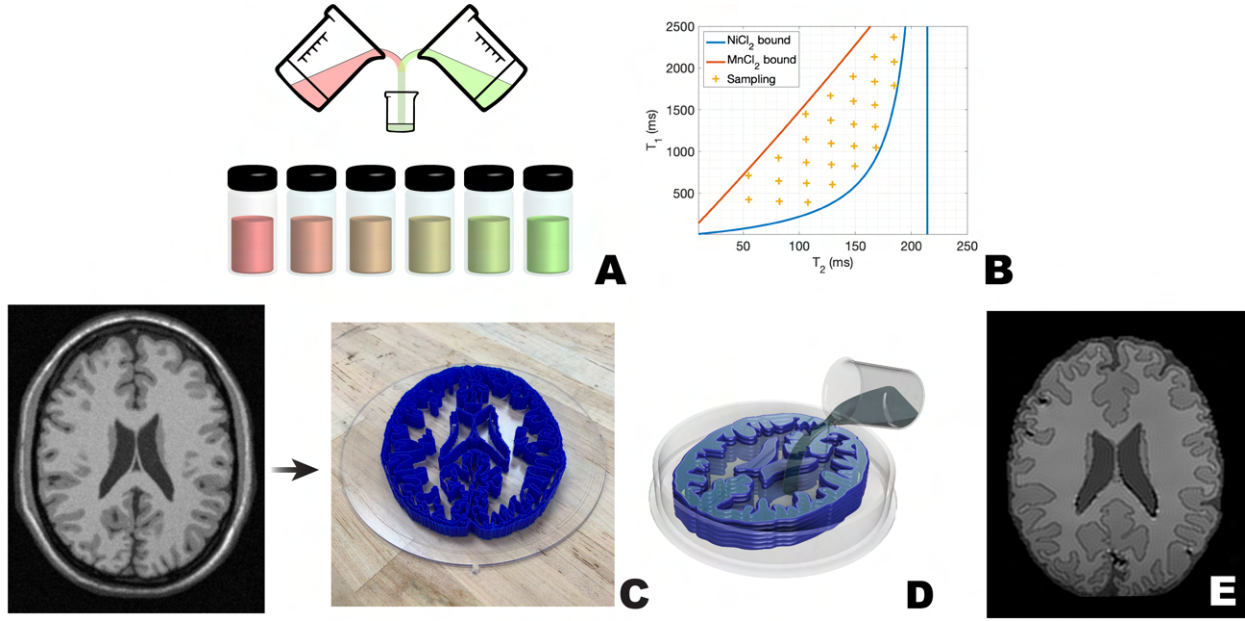 A
2500
2000
1500
1000
500
T1 (ms)
NiCl2 bound
MnCl2 bound
Sampling
50 100 150 200 250
T2 (ms)
B
C
D
E